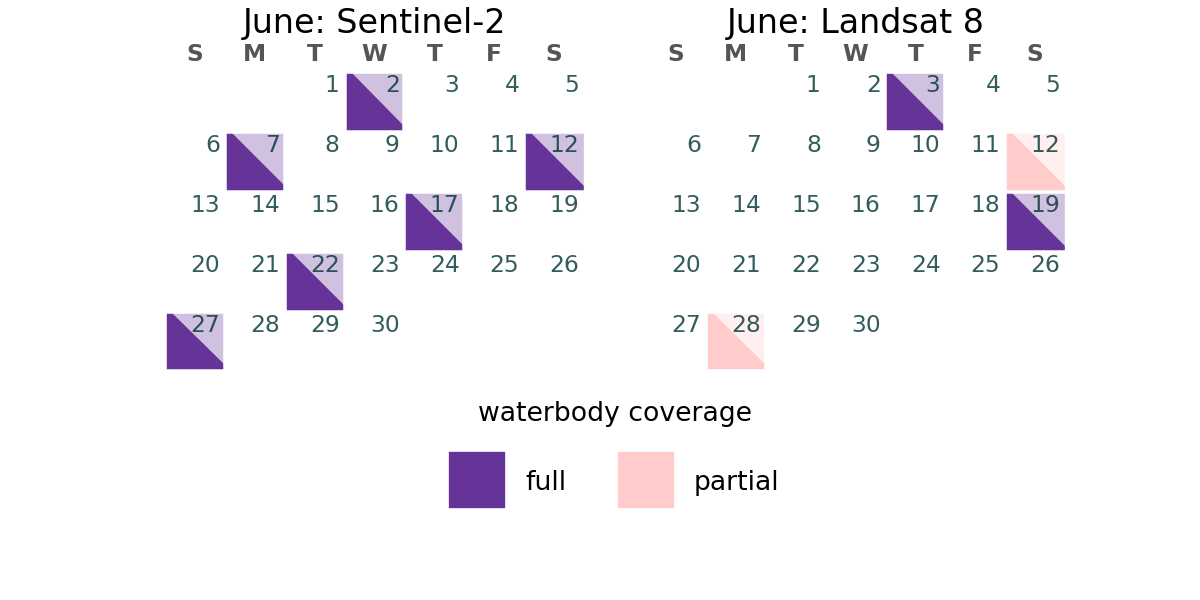 June: Sentinel-2
S M T W T F S
1 2 3 4 5
6 7 8 9 10 11 12
13 14 15 16 17 18 19
20 21 22 23 24 25 26
27 28 29 30
June: Landsat 8
S M T W T F S
1 2 3 4 5
6 7 8 9 10 11 12
13 14 15 16 17 18 19
20 21 22 23 24 25 26
27 28 29 30
waterbody coverage
full
partial